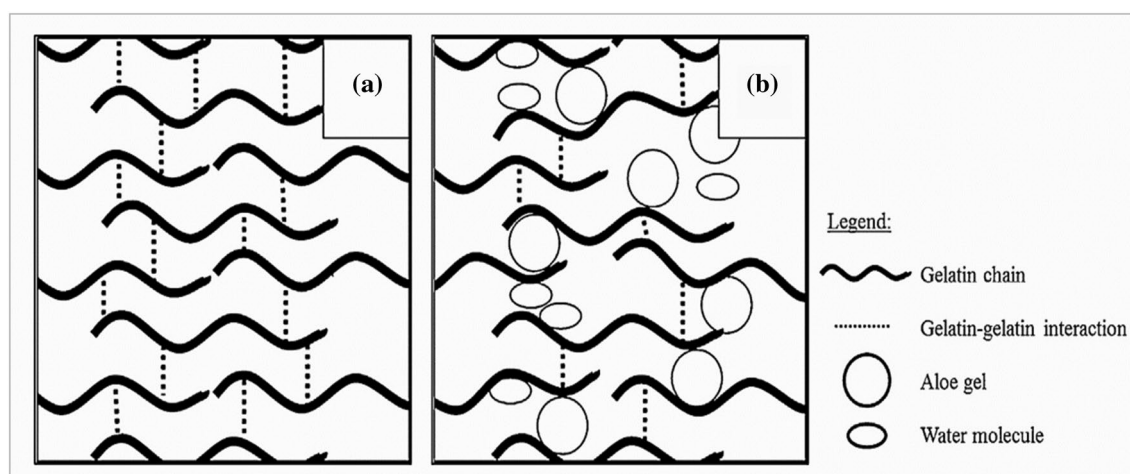 (a)
(b)
Legend:
Gelatin chain
Gelatin-gelatin interaction
Aloe gel
Water molecule